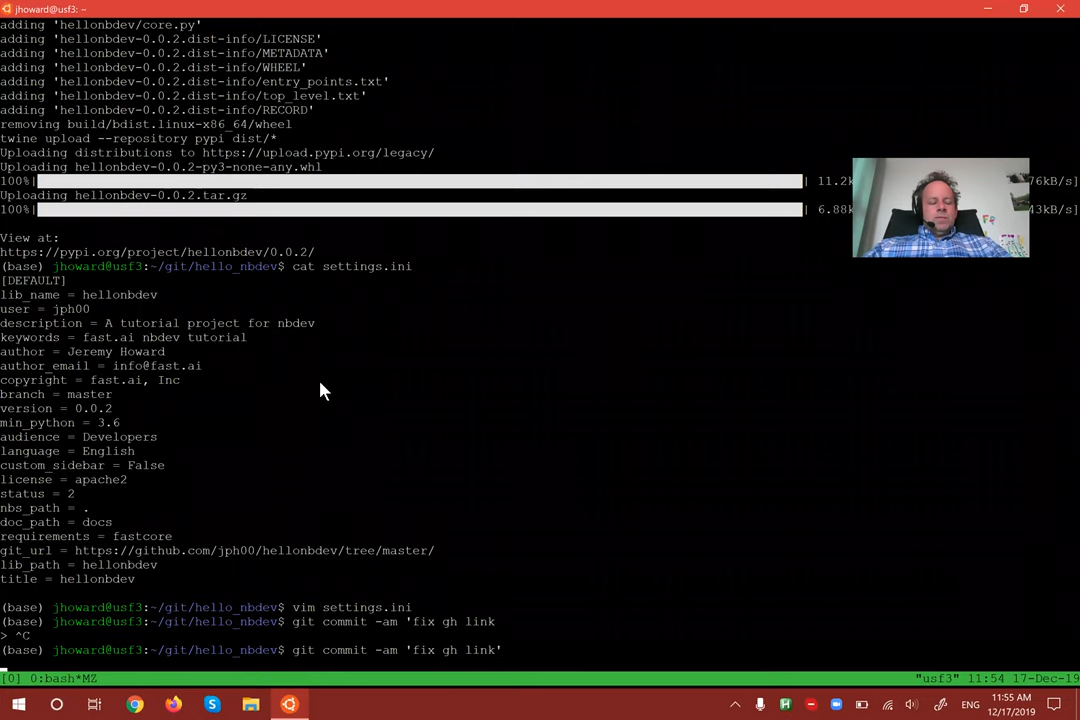 jhoward@usf3: ~
adding 'hellonbdev/core.py'
adding 'hellonbdev-0.0.2.dist-info/LICENSE'
adding 'hellonbdev-0.0.2.dist-info/METADATA'
adding 'hellonbdev-0.0.2.dist-info/WHEEL'
adding 'hellonbdev-0.0.2.dist-info/entry_points.txt'
adding 'hellonbdev-0.0.2.dist-info/top_level.txt'
adding 'hellonbdev-0.0.2.dist-info/RECORD'
removing build/bdist.linux-x86_64/wheel
twine upload --repository pypi dist/*
Uploading distributions to https://upload.pypi.org/legacy/
Uploading hellonbdev-0.0.2-py3-none-any.whl
100%| | 11.2k 76kB/s]
Uploading hellonbdev-0.0.2.tar.gz
100%| | 6.88k 43kB/s]
View at:
https://pypi.org/project/hellonbdev/0.0.2/
(base) jhoward@usf3:~/git/hello_nbdev$ cat settings.ini
[DEFAULT]
lib_name = hellonbdev
user = jph00
description = A tutorial project for nbdev
keywords = fast.ai nbdev tutorial
author = Jeremy Howard
author_email = info@fast.ai
copyright = fast.ai, Inc
branch = master
version = 0.0.2
min_python = 3.6
audience = Developers
language = English
custom_sidebar = False
license = apache2
status = 2
nbs_path = .
doc_path = docs
requirements = fastcore
git_url = https://github.com/jph00/hellonbdev/tree/master/
lib_path = hellonbdev
title = hellonbdev
(base) jhoward@usf3:~/git/hello_nbdev$ vim settings.ini
(base) jhoward@usf3:~/git/hello_nbdev$ git commit -am 'fix gh link
> ^C
(base) jhoward@usf3:~/git/hello_nbdev$ git commit -am 'fix gh link'
[0] 0:bash*MZ "usf3" 11:54 17-Dec-19
ENG
11:55 AM
12/17/2019